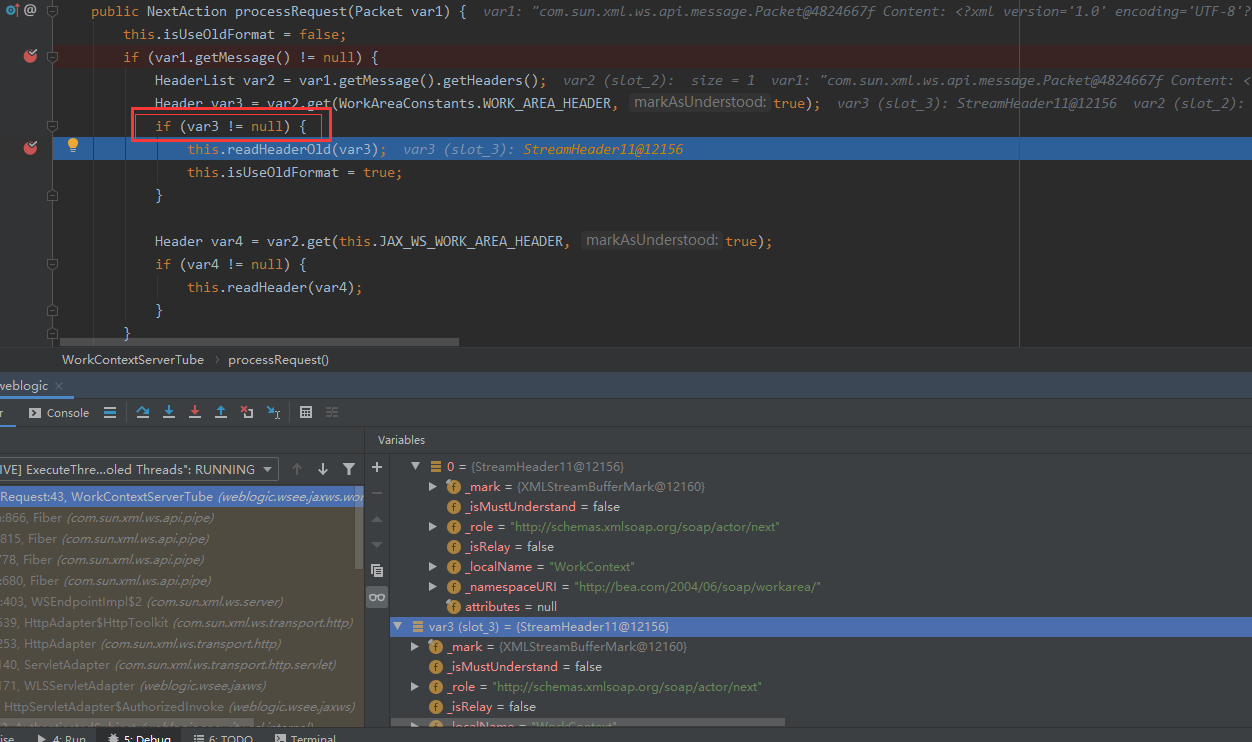 public NextAction processRequest(Packet var1) {  var1: "com.sun.xml.ws.api.message.Packet@4824667f Content: <?xml version='1.0' encoding='UTF-8'?
this.isUseOldFormat = false;
if (var1.getMessage() != null) {
HeaderList var2 = var1.getMessage().getHeaders();  var2 (slot_2):  size = 1  var1: "com.sun.xml.ws.api.message.Packet@4824667f Content: <
Header var3 = var2.get(WorkAreaConstants.WORK_AREA_HEADER,  markAsUnderstood: true);  var3 (slot_3): StreamHeader11@12156  var2 (slot_2):
if (var3 != null) {
this.readHeaderOld(var3);  var3 (slot_3): StreamHeader11@12156
this.isUseOldFormat = true;
}
Header var4 = var2.get(this.JAX_WS_WORK_AREA_HEADER,  markAsUnderstood: true);
if (var4 != null) {
this.readHeader(var4);
}
}
WorkContextServerTube > processRequest()
weblogic ×
r Console
Variables
IVE] ExecuteThre...oled Threads": RUNNING
Request:43, WorkContextServerTube (weblogic.wsee.jaxws.wor
:866, Fiber (com.sun.xml.ws.api.pipe)
815, Fiber (com.sun.xml.ws.api.pipe)
778, Fiber (com.sun.xml.ws.api.pipe)
:680, Fiber (com.sun.xml.ws.api.pipe)
:403, WSEndpointImpl$2 (com.sun.xml.ws.server)
539, HttpAdapter$HttpToolkit (com.sun.xml.ws.transport.http)
253, HttpAdapter (com.sun.xml.ws.transport.http)
140, ServletAdapter (com.sun.xml.ws.transport.http.servlet)
171, WLSServletAdapter (weblogic.wsee.jaxws)
HttpServletAdapter$AuthorizedInvoke (weblogic.wsee.jaxws)
0 = {StreamHeader11@12156}
_mark = {XMLStreamBufferMark@12160}
_isMustUnderstand = false
_role = "http://schemas.xmlsoap.org/soap/actor/next"
_isRelay = false
_localName = "WorkContext"
_namespaceURI = "http://bea.com/2004/06/soap/workarea/"
attributes = null
var3 (slot_3) = {StreamHeader11@12156}
_mark = {XMLStreamBufferMark@12160}
_isMustUnderstand = false
_role = "http://schemas.xmlsoap.org/soap/actor/next"
_isRelay = false
_localName = "WorkContext"
ise 4: Run 5: Debug 6: TODO Terminal